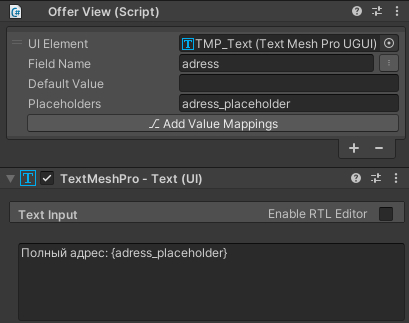 Offer View (Script)
UI Element
TMP_Text (Text Mesh Pro UGUI)
Field Name
adress
Default Value
Placeholders
adress_placeholder
Add Value Mappings
TextMeshPro - Text (UI)
Text Input
Enable RTL Editor
Полный адрес: {adress_placeholder}